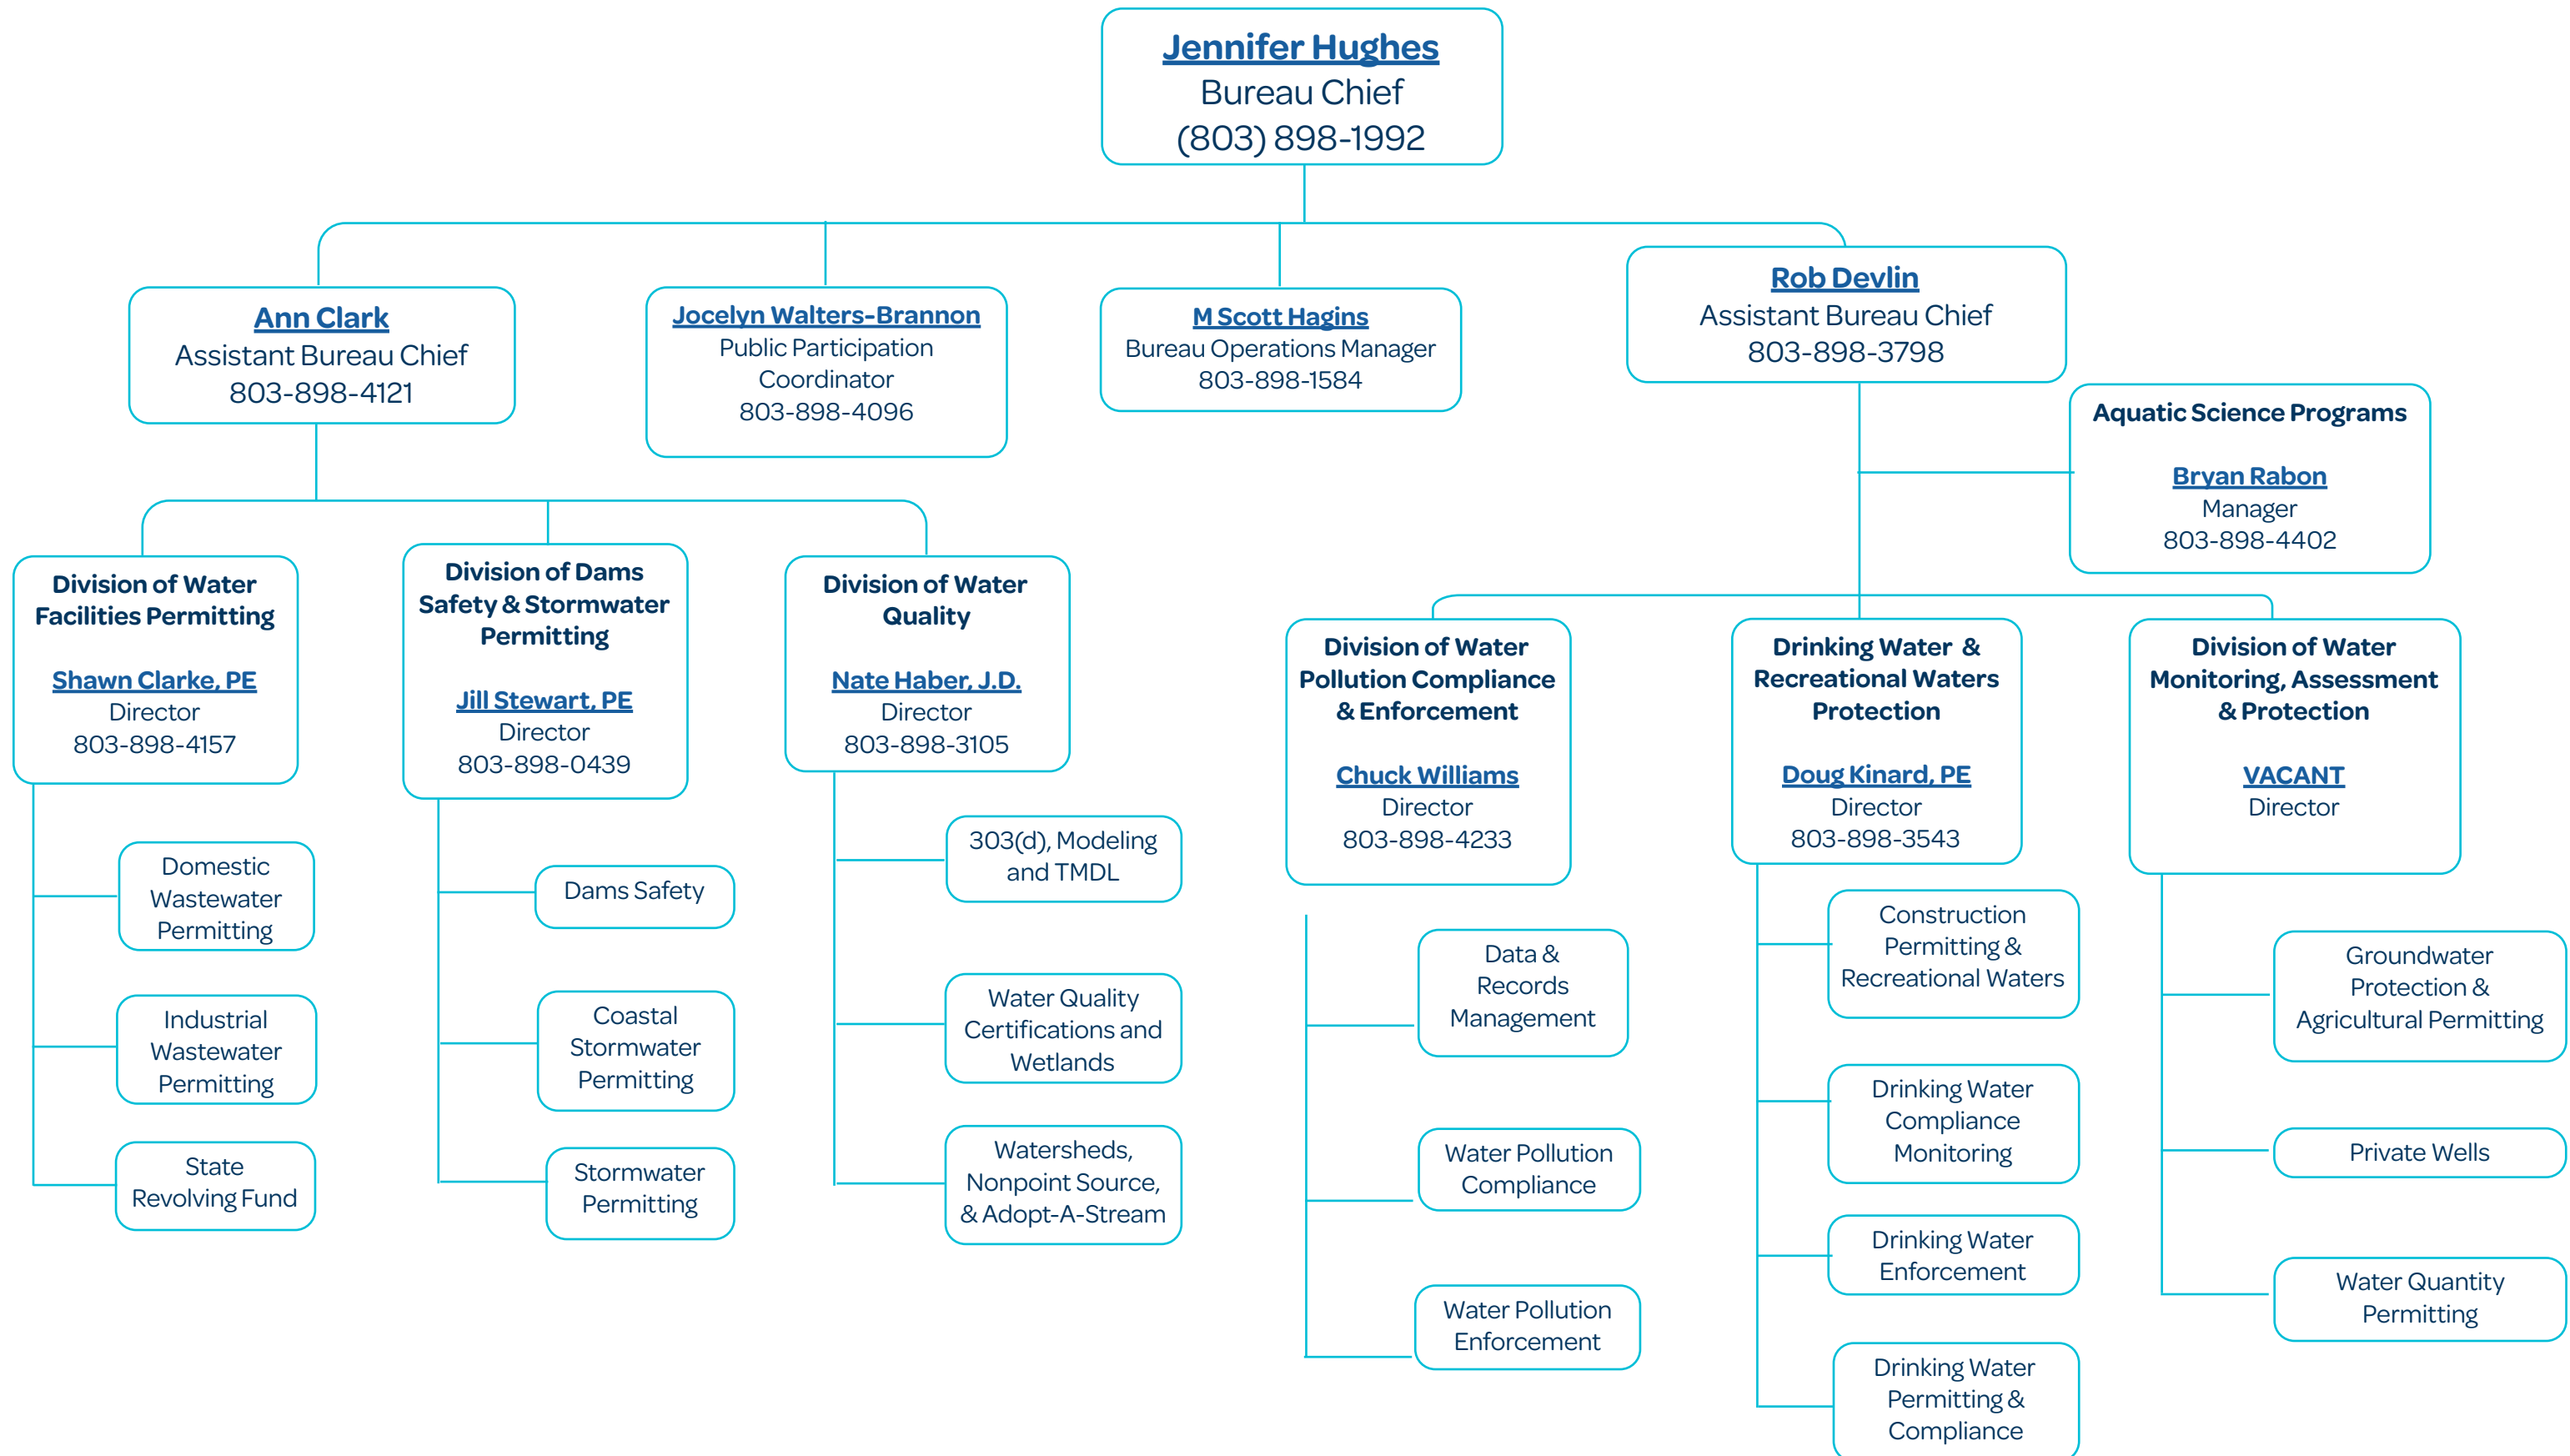 Jennifer Hughes
Bureau Chief
(803) 898-1992
Ann Clark
Assistant Bureau Chief
803-898-4121
Jocelyn Walters-Brannon
Public Participation
Coordinator
803-898-4096
M Scott Hagins
Bureau Operations Manager
803-898-1584
Rob Devlin
Assistant Bureau Chief
803-898-3798
Aquatic Science Programs
Bryan Rabon
Manager
803-898-4402
Division of Water
Facilities Permitting
Shawn Clarke, PE
Director
803-898-4157
Domestic
Wastewater
Permitting
Industrial
Wastewater
Permitting
State
Revolving Fund
Division of Dams
Safety & Stormwater
Permitting
Jill Stewart, PE
Director
803-898-0439
Dams Safety
Coastal
Stormwater
Permitting
Stormwater
Permitting
Division of Water
Quality
Nate Haber, J.D.
Director
803-898-3105
303(d), Modeling
and TMDL
Water Quality
Certifications and
Wetlands
Watersheds,
Nonpoint Source,
& Adopt-A-Stream
Division of Water
Pollution Compliance
& Enforcement
Chuck Williams
Director
803-898-4233
Data &
Records
Management
Water Pollution
Compliance
Water Pollution
Enforcement
Drinking Water &
Recreational Waters
Protection
Doug Kinard, PE
Director
803-898-3543
Construction
Permitting &
Recreational Waters
Drinking Water
Compliance
Monitoring
Drinking Water
Enforcement
Drinking Water
Permitting &
Compliance
Division of Water
Monitoring, Assessment
& Protection
VACANT
Director
Groundwater
Protection &
Agricultural Permitting
Private Wells
Water Quantity
Permitting